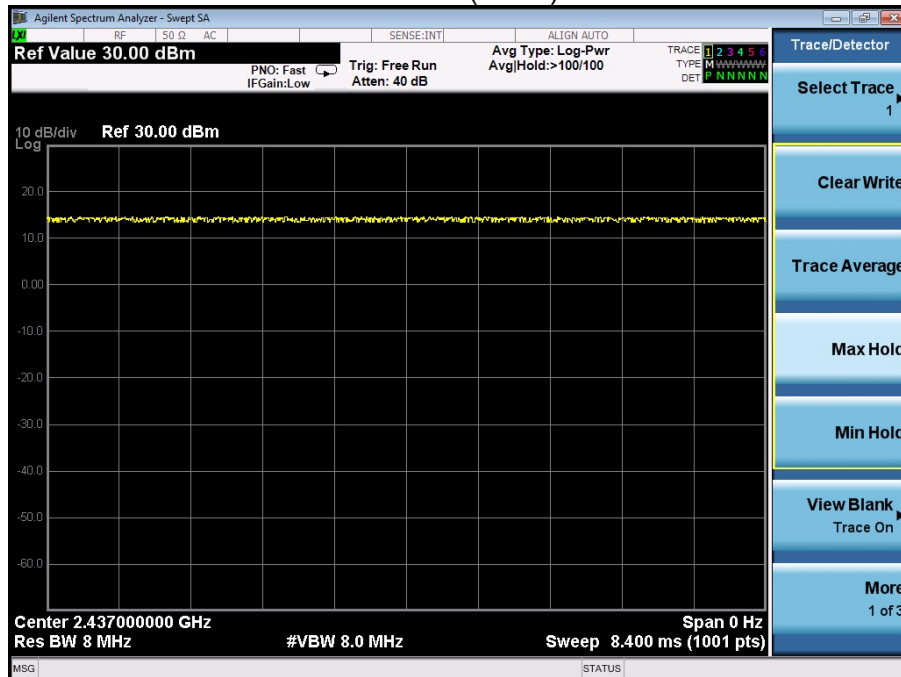 Agilent Spectrum Analyzer - Swept SA
LXI RF 50 Ω AC SENSE:INT ALIGN AUTO
Ref Value 30.00 dBm
PNO: Fast
IFGain:Low
Trig: Free Run
Atten: 40 dB
Avg Type: Log-Pwr
Avg|Hold:>100/100
TRACE 1 2 3 4 5 6
TYPE M WWWWW
DET P N N N N N
10 dB/div Ref 30.00 dBm
Log
20.0
10.0
0.00
-10.0
-20.0
-30.0
-40.0
-50.0
-60.0
Center 2.437000000 GHz Span 0 Hz
Res BW 8 MHz #VBW 8.0 MHz Sweep 8.400 ms (1001 pts)
MSG STATUS
Trace/Detector
Select Trace
1
Clear Write
Trace Average
Max Hold
Min Hold
View Blank
Trace On
More
1 of 3